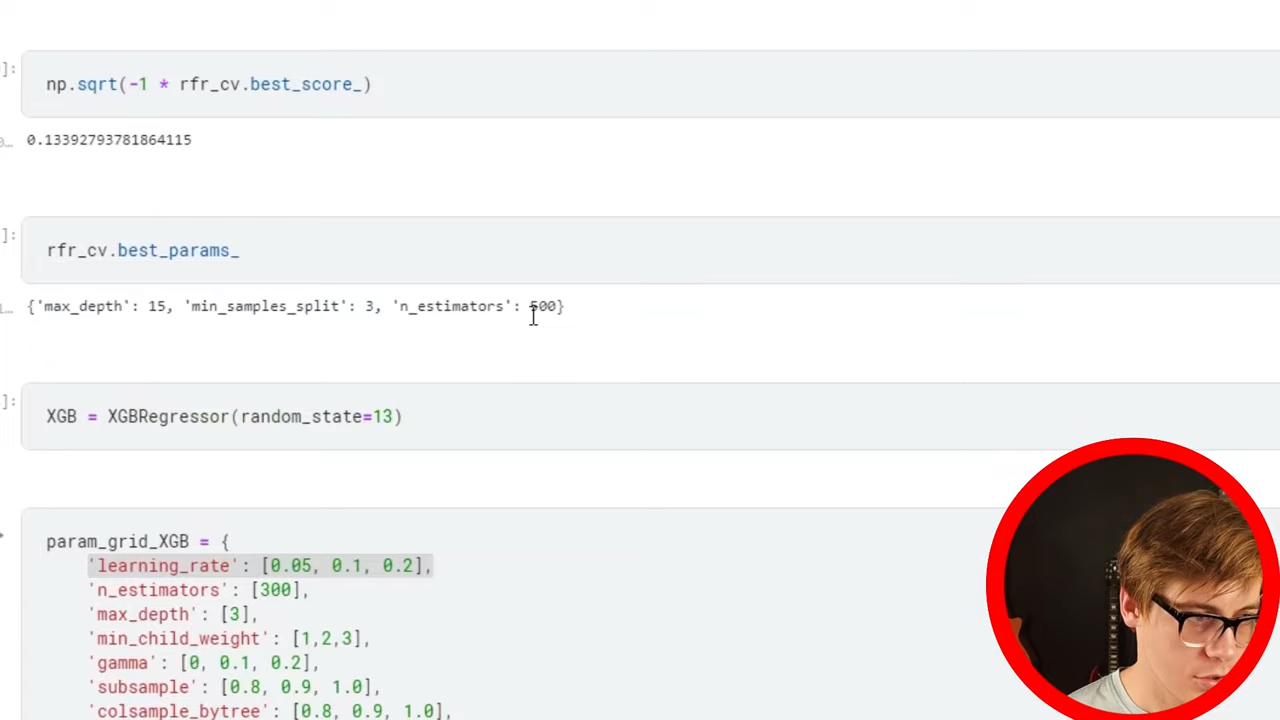 ]:
np.sqrt(-1 * rfr_cv.best_score_)
0.13392793781864115
]:
rfr_cv.best_params_
{'max_depth': 15, 'min_samples_split': 3, 'n_estimators': 500}
]:
XGB = XGBRegressor(random_state=13)
param_grid_XGB = {
'learning_rate': [0.05, 0.1, 0.2],
'n_estimators': [300],
'max_depth': [3],
'min_child_weight': [1,2,3],
'gamma': [0, 0.1, 0.2],
'subsample': [0.8, 0.9, 1.0],
'colsample_bytree': [0.8, 0.9, 1.0],